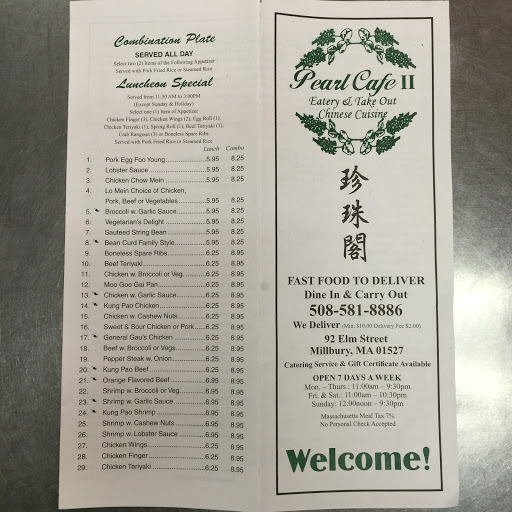 Combination Plate
SERVED ALL DAY
Select two (2) Items of the Following Appetizer
Served with Pork Fried Rice or Steamed Rice
Luncheon Special
Served from 11:30 AM to 3:00PM
(Except Sunday & Holiday)
Select one (1) Item of Appetizer
Chicken Finger (3), Chicken Wings (2), Egg Roll (1),
Chicken Teriyaki (1), Spring Roll (1), Beef Teriyaki (1),
Crab Rangoon (3) or Boneless Spare Ribs
Served with Pork Fried Rice or Steamed Rice
Lunch Combo
1. Pork Egg Foo Young 5.95 8.25
2. Lobster Sauce 5.95 8.25
3. Chicken Chow Mein 5.95 8.25
4. Lo Mein Choice of Chicken,
Pork, Beef or Vegetables 5.95 8.25
5. Broccoli w. Garlic Sauce 5.95 8.25
6. Vegetarian's Delight 5.95 8.25
7. Sauteed String Bean 5.95 8.25
8. Bean Curd Family Style 5.95 8.25
9. Boneless Spare Ribs 6.25 8.95
10. Beef Teriyaki 6.25 8.95
11. Chicken w. Broccoli or Veg. 6.25 8.95
12. Moo Goo Gai Pan 6.25 8.95
13. Chicken w. Garlic Sauce 6.25 8.95
14. Kung Pao Chicken 6.25 8.95
15. Chicken w. Cashew Nuts 6.25 8.95
16. Sweet & Sour Chicken or Pork 6.25 8.95
17. General Gau's Chicken 6.25 8.95
18. Beef w. Broccoli or Vegs 6.25 8.95
19. Pepper Steak w. Onion 6.25 8.95
20. Kung Pao Beef 6.25 8.95
21. Orange Flavored Beef 6.25 8.95
22. Shrimp w. Broccoli or Veg 6.25 8.95
23. Shrimp w. Garlic Sauce 6.25 8.95
24. Kung Pao Shrimp 6.25 8.95
25. Shrimp w. Cashew Nuts 6.25 8.95
26. Shrimp w. Lobster Sauce 6.25 8.95
27. Chicken Wings 6.25 8.95
28. Chicken Finger 6.25 8.95
29. Chicken Teriyaki 6.25 8.95
Pearl Cafe II
Eatery & Take Out
Chinese Cuisine
珍
珠
閣
FAST FOOD TO DELIVER
Dine In & Carry Out
508-581-8886
We Deliver (Min. $10.00 Delivery Fee $2.00)
92 Elm Street
Millbury, MA 01527
Catering Service & Gift Certificate Available
OPEN 7 DAYS A WEEK
Mon. - Thurs.: 11:00am - 9:30pm
Fri. & Sat.: 11:00am - 10:30pm
Sunday: 12:00noon - 9:30pm
Massachusetts Meal Tax 7%
No Personal Check Accepted
Welcome!